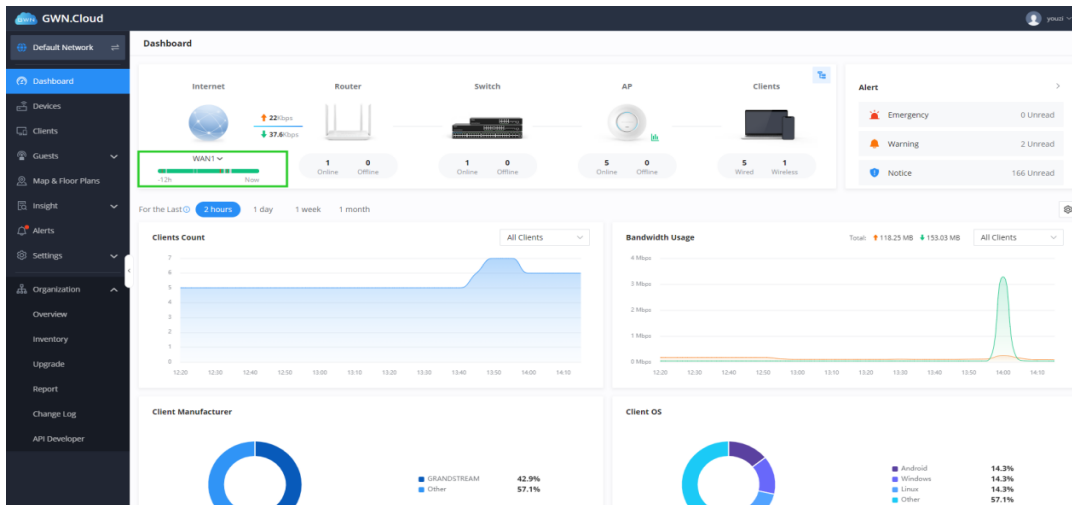 GWN GWN.Cloud
youzi
Default Network
Dashboard
Devices
Clients
Guests
Map & Floor Plans
Insight
Alerts
Settings
Organization
Overview
Inventory
Upgrade
Report
Change Log
API Developer
Dashboard
Internet
Router
Switch
AP
Clients
22Kbps
37.6Kbps
WAN1
-12h Now
1 0
Online Offline
1 0
Online Offline
5 0
Online Offline
5 1
Wired Wireless
Alert
Emergency 0 Unread
Warning 2 Unread
Notice 166 Unread
For the Last 2 hours 1 day 1 week 1 month
Clients Count All Clients
7
6
5
4
3
2
1
0
12:20 12:30 12:40 12:50 13:00 13:10 13:20 13:30 13:40 13:50 14:00 14:10
Bandwidth Usage Total: 118.25 MB 153.03 MB All Clients
4 Mbps
3 Mbps
2 Mbps
1 Mbps
0 Mbps
12:20 12:30 12:40 12:50 13:00 13:10 13:20 13:30 13:40 13:50 14:00 14:10
Client Manufacturer
GRANDSTREAM 42.9%
Other 57.1%
Client OS
Android 14.3%
Windows 14.3%
Linux 14.3%
Other 57.1%